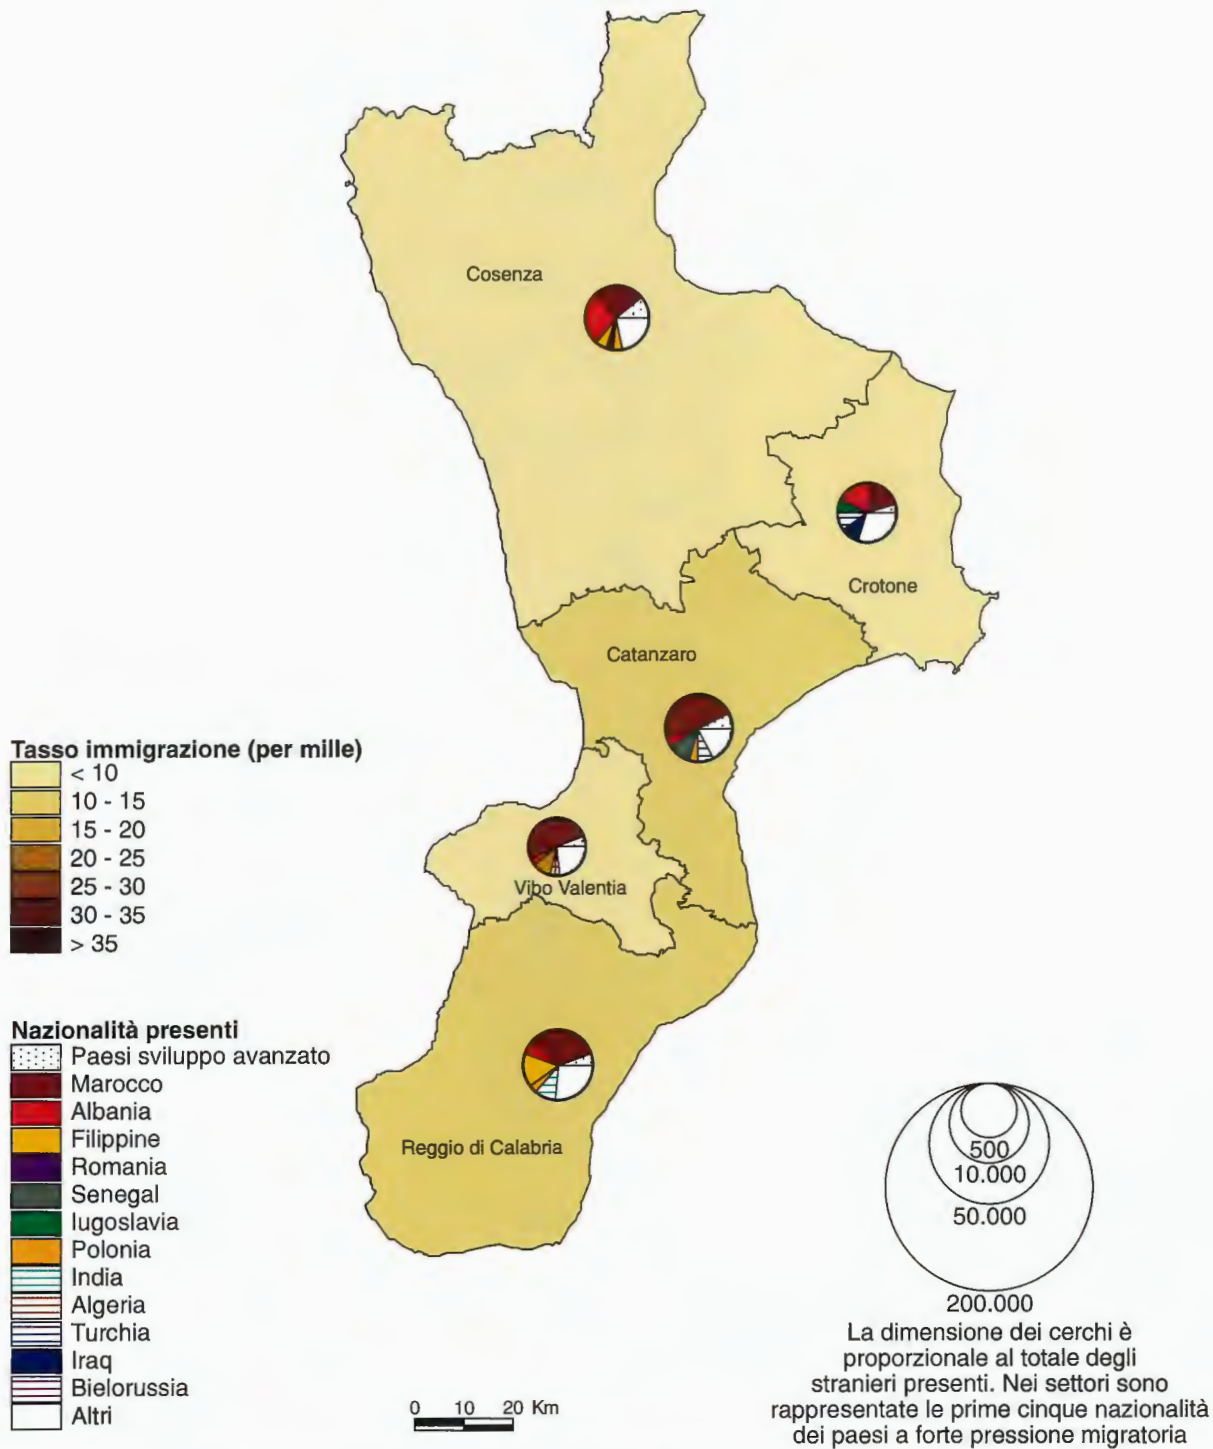 Cosenza
Crotone
Catanzaro
Vibo Valentia
Reggio di Calabria
Tasso immigrazione (per mille)
< 10
10 - 15
15 - 20
20 - 25
25 - 30
30 - 35
> 35
Nazionalità presenti
Paesi sviluppo avanzato
Marocco
Albania
Filippine
Romania
Senegal
Iugoslavia
Polonia
India
Algeria
Turchia
Iraq
Bielorussia
Altri
0 10 20 Km
500
10.000
50.000
200.000
La dimensione dei cerchi è
proporzionale al totale degli
stranieri presenti. Nei settori sono
rappresentate le prime cinque nazionalità
dei paesi a forte pressione migratoria